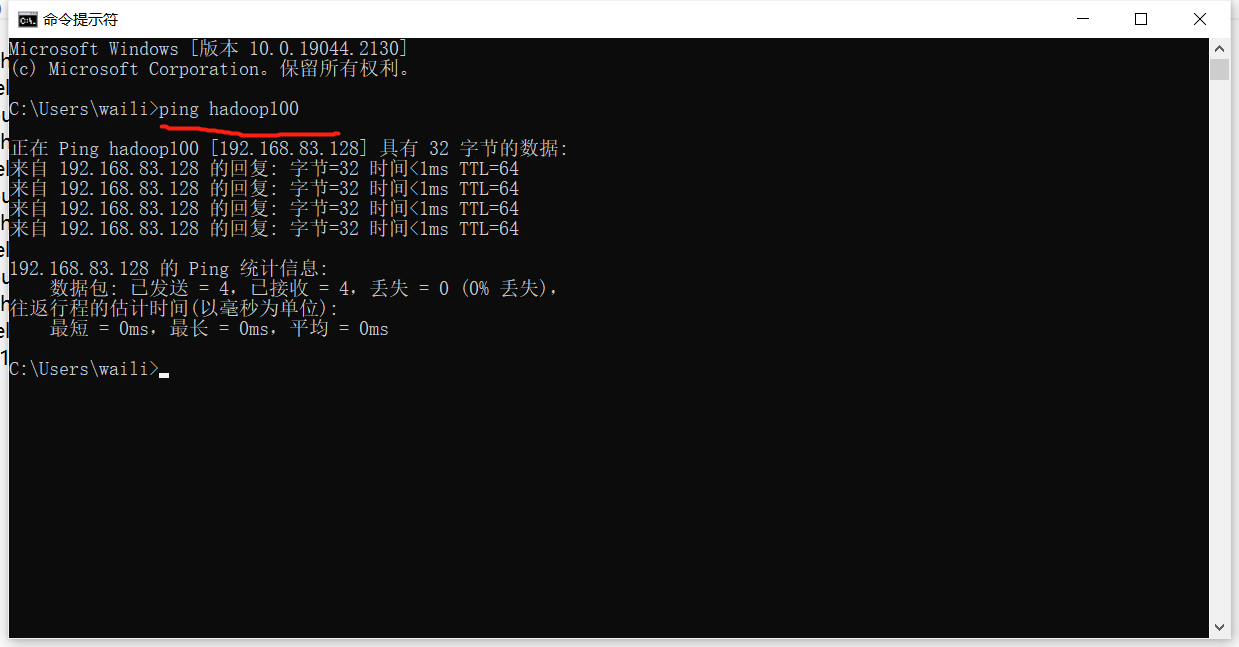 命令提示符
Microsoft Windows [版本 10.0.19044.2130]
(c) Microsoft Corporation。保留所有权利。
C:\Users\waili>ping hadoop100
正在 Ping hadoop100 [192.168.83.128] 具有 32 字节的数据:
来自 192.168.83.128 的回复: 字节=32 时间<1ms TTL=64
来自 192.168.83.128 的回复: 字节=32 时间<1ms TTL=64
来自 192.168.83.128 的回复: 字节=32 时间<1ms TTL=64
来自 192.168.83.128 的回复: 字节=32 时间<1ms TTL=64
192.168.83.128 的 Ping 统计信息:
数据包: 已发送 = 4，已接收 = 4，丢失 = 0 (0% 丢失)，
往返行程的估计时间(以毫秒为单位):
最短 = 0ms，最长 = 0ms，平均 = 0ms
C:\Users\waili>